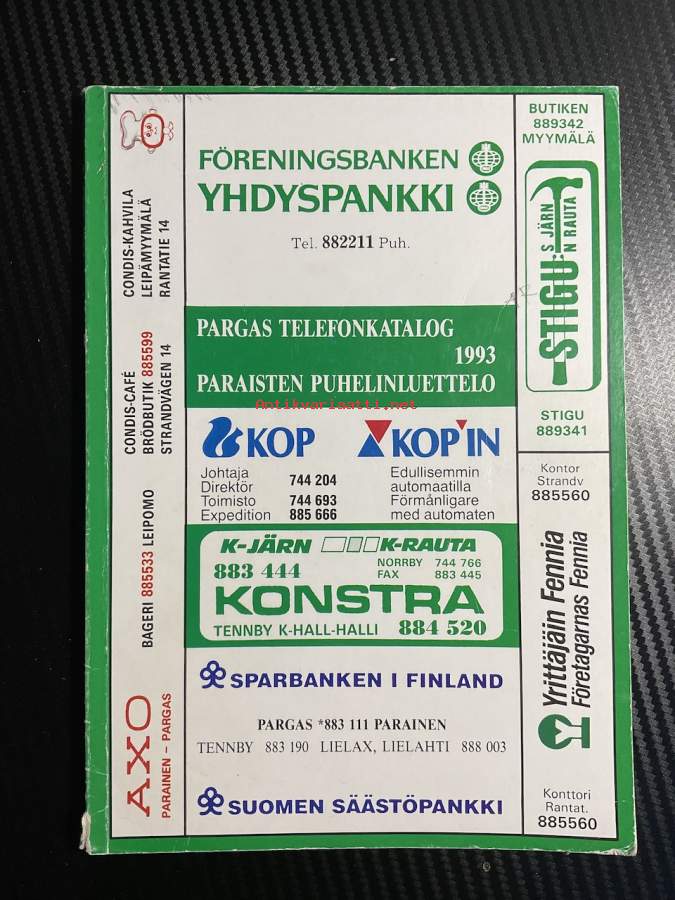 FÖRENINGSBANKEN
YHDYSPANKKI
Tel. 882211 Puh.
PARGAS TELEFONKATALOG
1993
PARAISTEN PUHELINLUETTELO
Antikvariaatti.net
KOP KOP'IN
Johtaja
Direktör 744 204
Toimisto 744 693
Expedition 885 666
Edullisemmin
automaatilla
Förmånligare
med automaten
K-JÄRN K-RAUTA
883 444
NORRBY 744 766
FAX 883 445
KONSTRA
TENNBY K-HALL-HALLI 884 520
SPARBANKEN I FINLAND
PARGAS *883 111 PARAINEN
TENNBY 883 190 LIELAX, LIELAHTI 888 003
SUOMEN SÄÄSTÖPANKKI
AXO
PARAINEN – PARGAS
BAGERI 885533 LEIPOMO
CONDIS-CAFÉ
BRÖDBUTIK 885599
STRANDVÄGEN 14
CONDIS-KAHVILA
LEIPÄMYYMÄLÄ
RANTATIE 14
BUTIKEN
889342
MYYMÄLÄ
STIGU
S JÄRN
N RAUTA
STIGU
889341
Kontor
Strandv
885560
Yrittäjäin Fennia
Företagarnas Fennia
Konttori
Rantat.
885560